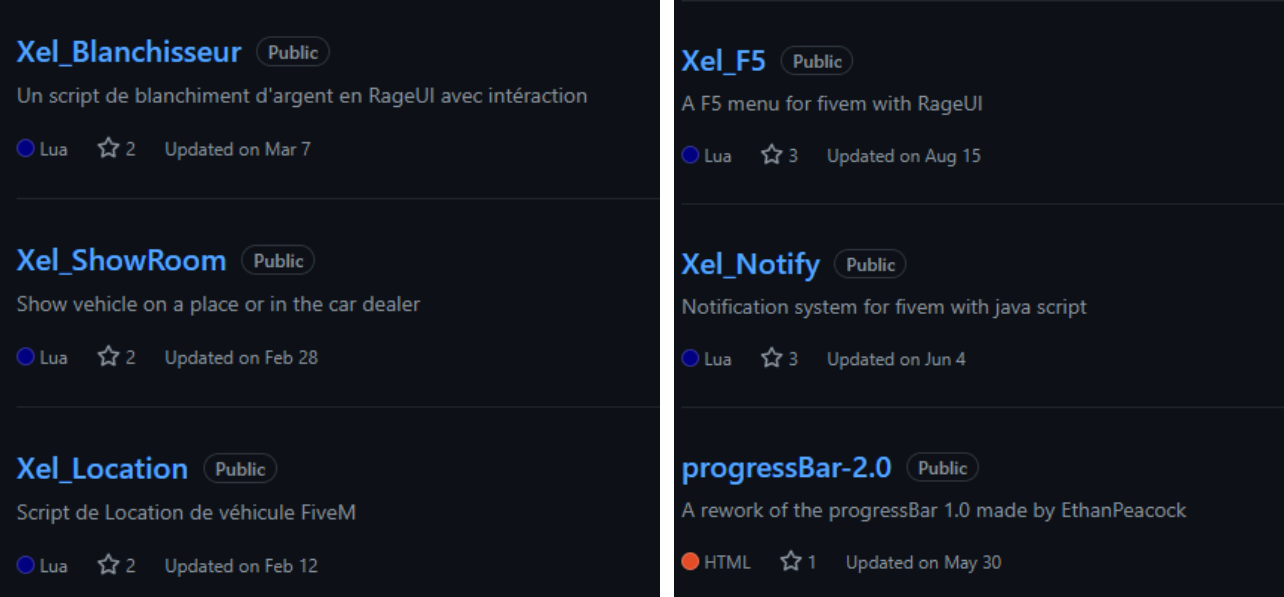 Xel_Blanchisseur Public
Un script de blanchiment d'argent en RageUI avec intéraction
Lua 2 Updated on Mar 7
Xel_ShowRoom Public
Show vehicle on a place or in the car dealer
Lua 2 Updated on Feb 28
Xel_Location Public
Script de Location de véhicule FiveM
Lua 2 Updated on Feb 12
Xel_F5 Public
A F5 menu for fivem with RageUI
Lua 3 Updated on Aug 15
Xel_Notify Public
Notification system for fivem with java script
Lua 3 Updated on Jun 4
progressBar-2.0 Public
A rework of the progressBar 1.0 made by EthanPeacock
HTML 1 Updated on May 30